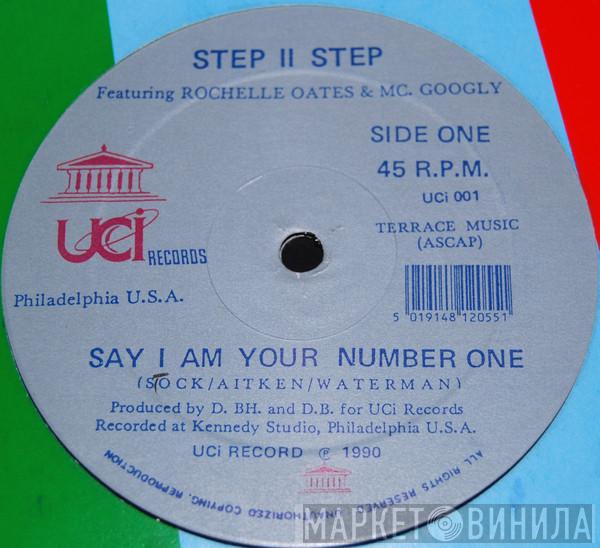 STEP II STEP
Featuring ROCHELLE OATES & MC. GOOGLY
SIDE ONE
45 R.P.M.
UCi 001
TERRACE MUSIC
(ASCAP)
UCi RECORDS
Philadelphia U.S.A.
5 019148 120551
SAY I AM YOUR NUMBER ONE
(SOCK/AITKEN/WATERMAN)
Produced by D. BH. and D.B. for UCi Records
Recorded at Kennedy Studio, Philadelphia U.S.A.
UCi RECORD ℗ 1990
ALL RIGHTS RESERVED. UNAUTHORIZED COPYING. REPRODUCTION
МАРКЕТ ВИНИЛА